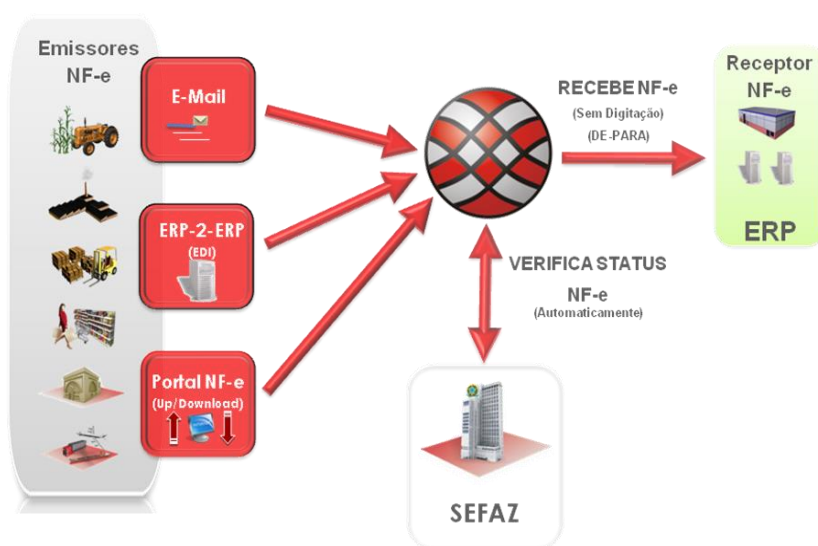 Emissores
NF-e
E-Mail
ERP-2-ERP
(EDI)
Portal NF-e
(Up/Download)
RECEBE NF-e
(Sem Digitação)
(DE-PARA)
VERIFICA STATUS
NF-e
(Automaticamente)
SEFAZ
Receptor
NF-e
ERP